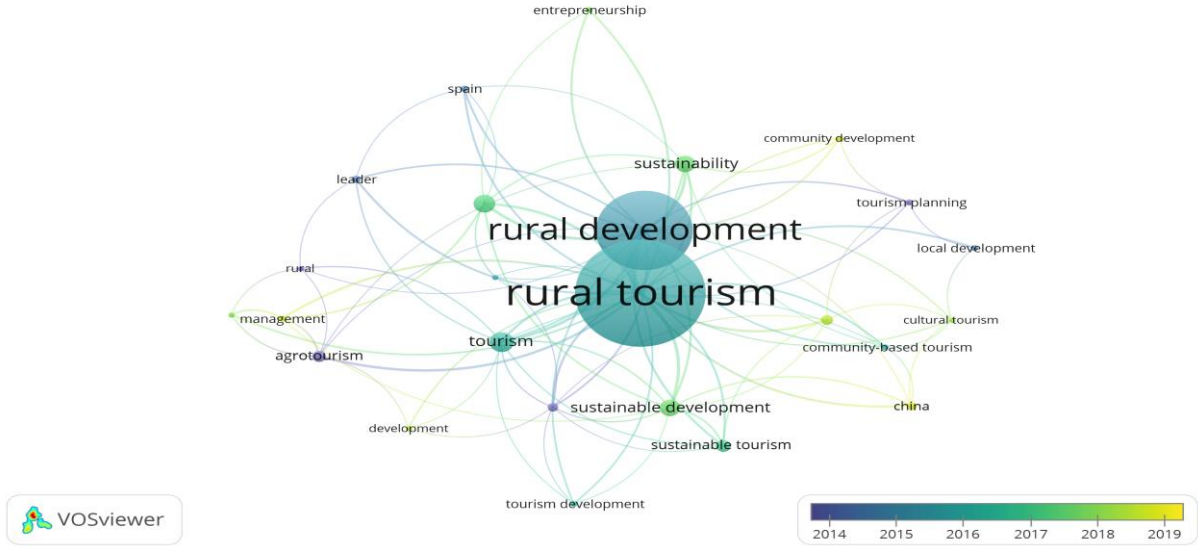 entrepreneurship
spain
community development
sustainability
leader
tourism planning
rural development
local development
rural
rural tourism
management
cultural tourism
tourism
community-based tourism
agrotourism
sustainable development
china
development
sustainable tourism
tourism development
VOSviewer
2014 2015 2016 2017 2018 2019